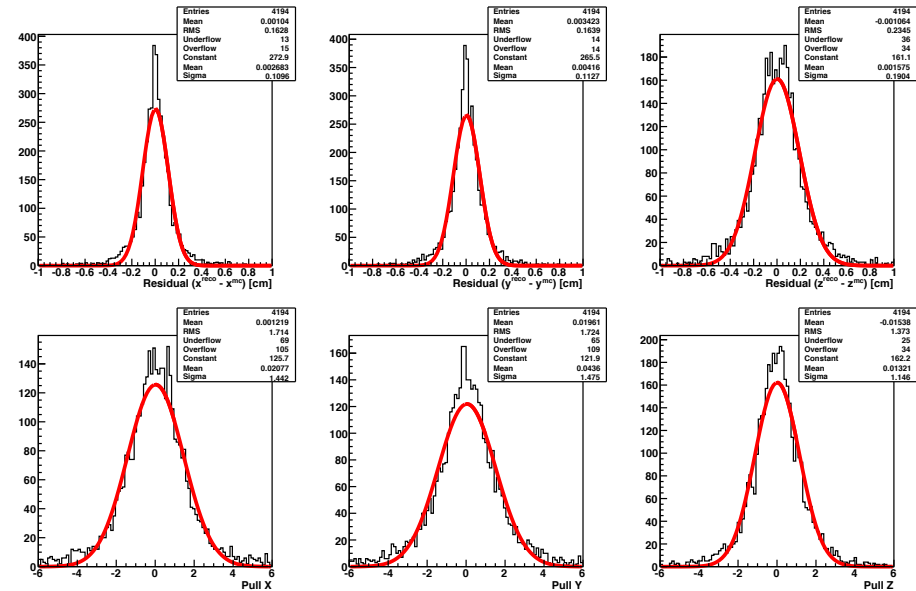 Entries 4194
Mean 0.00104
RMS 0.1628
Underflow 13
Overflow 15
Constant 272.9
Mean 0.002683
Sigma 0.1096
400
350
300
250
200
150
100
50
0
-1 -0.8 -0.6 -0.4 -0.2 0 0.2 0.4 0.6 0.8 1
Residual (x^reco - x^mc) [cm]
Entries 4194
Mean 0.003423
RMS 0.1639
Underflow 14
Overflow 14
Constant 265.5
Mean 0.00416
Sigma 0.1127
400
350
300
250
200
150
100
50
0
-1 -0.8 -0.6 -0.4 -0.2 0 0.2 0.4 0.6 0.8 1
Residual (y^reco - y^mc) [cm]
Entries 4194
Mean -0.001064
RMS 0.2345
Underflow 36
Overflow 34
Constant 161.1
Mean 0.001575
Sigma 0.1904
180
160
140
120
100
80
60
40
20
0
-1 -0.8 -0.6 -0.4 -0.2 0 0.2 0.4 0.6 0.8 1
Residual (z^reco - z^mc) [cm]
Entries 4194
Mean 0.001219
RMS 1.714
Underflow 69
Overflow 105
Constant 125.7
Mean 0.02077
Sigma 1.442
140
120
100
80
60
40
20
0
-6 -4 -2 0 2 4 6
Pull X
Entries 4194
Mean 0.01961
RMS 1.724
Underflow 65
Overflow 109
Constant 121.9
Mean 0.0436
Sigma 1.475
160
140
120
100
80
60
40
20
0
-6 -4 -2 0 2 4 6
Pull Y
Entries 4194
Mean -0.01538
RMS 1.373
Underflow 25
Overflow 34
Constant 162.2
Mean 0.01321
Sigma 1.146
200
180
160
140
120
100
80
60
40
20
0
-6 -4 -2 0 2 4 6
Pull Z